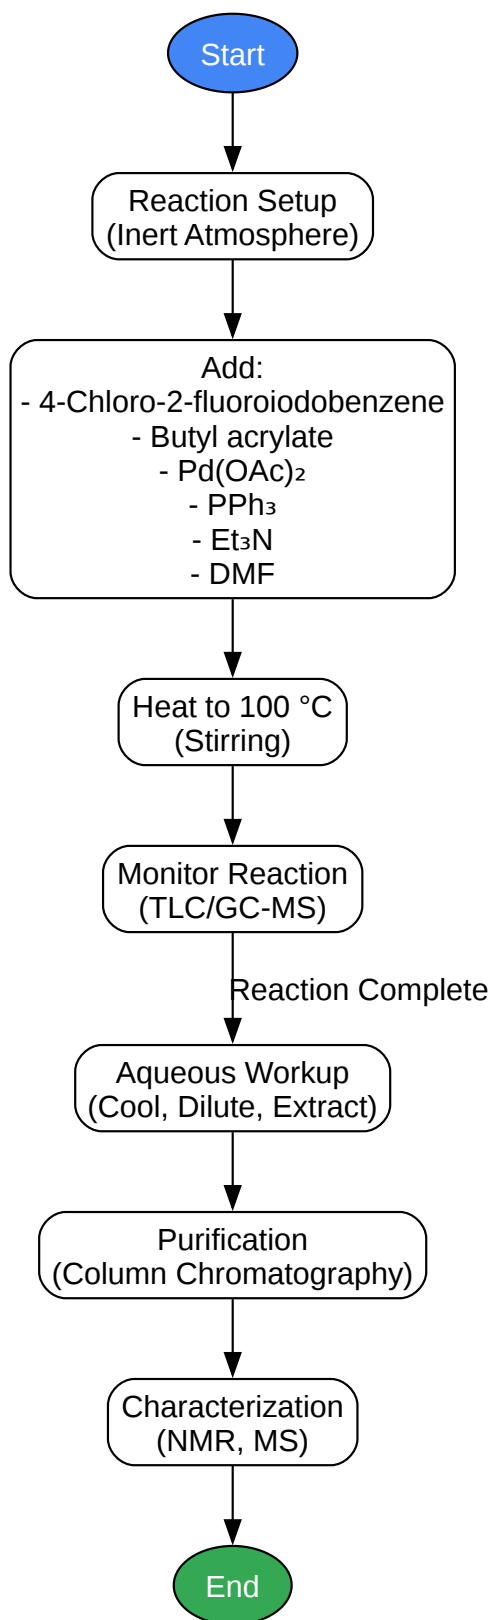 Start
Reaction Setup
(Inert Atmosphere)
Add:
- 4-Chloro-2-fluoroiodobenzene
- Butyl acrylate
- Pd(OAc)₂
- PPh₃
- Et₃N
- DMF
Heat to 100 °C
(Stirring)
Monitor Reaction
(TLC/GC-MS)
Reaction Complete
Aqueous Workup
(Cool, Dilute, Extract)
Purification
(Column Chromatography)
Characterization
(NMR, MS)
End